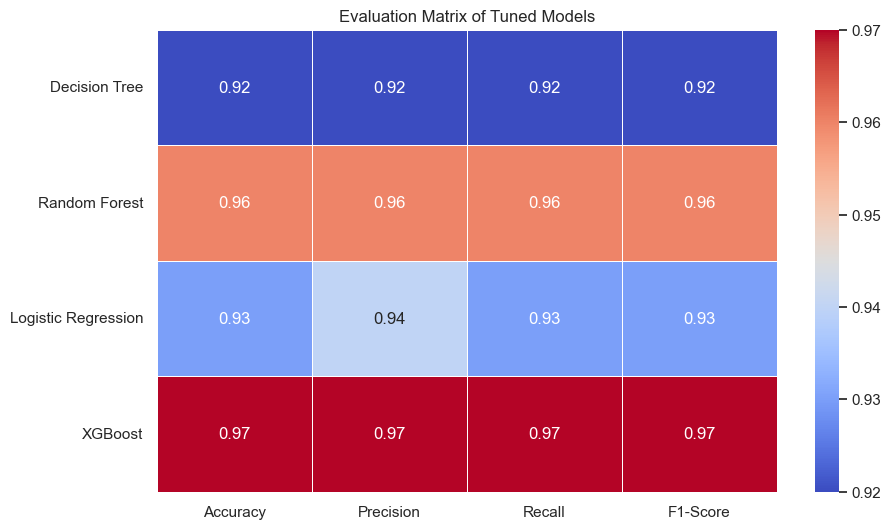 Evaluation Matrix of Tuned Models
Decision Tree 0.92 0.92 0.92 0.92
Random Forest 0.96 0.96 0.96 0.96
Logistic Regression 0.93 0.94 0.93 0.93
XGBoost 0.97 0.97 0.97 0.97
Accuracy Precision Recall F1-Score
0.97
0.96
0.95
0.94
0.93
0.92